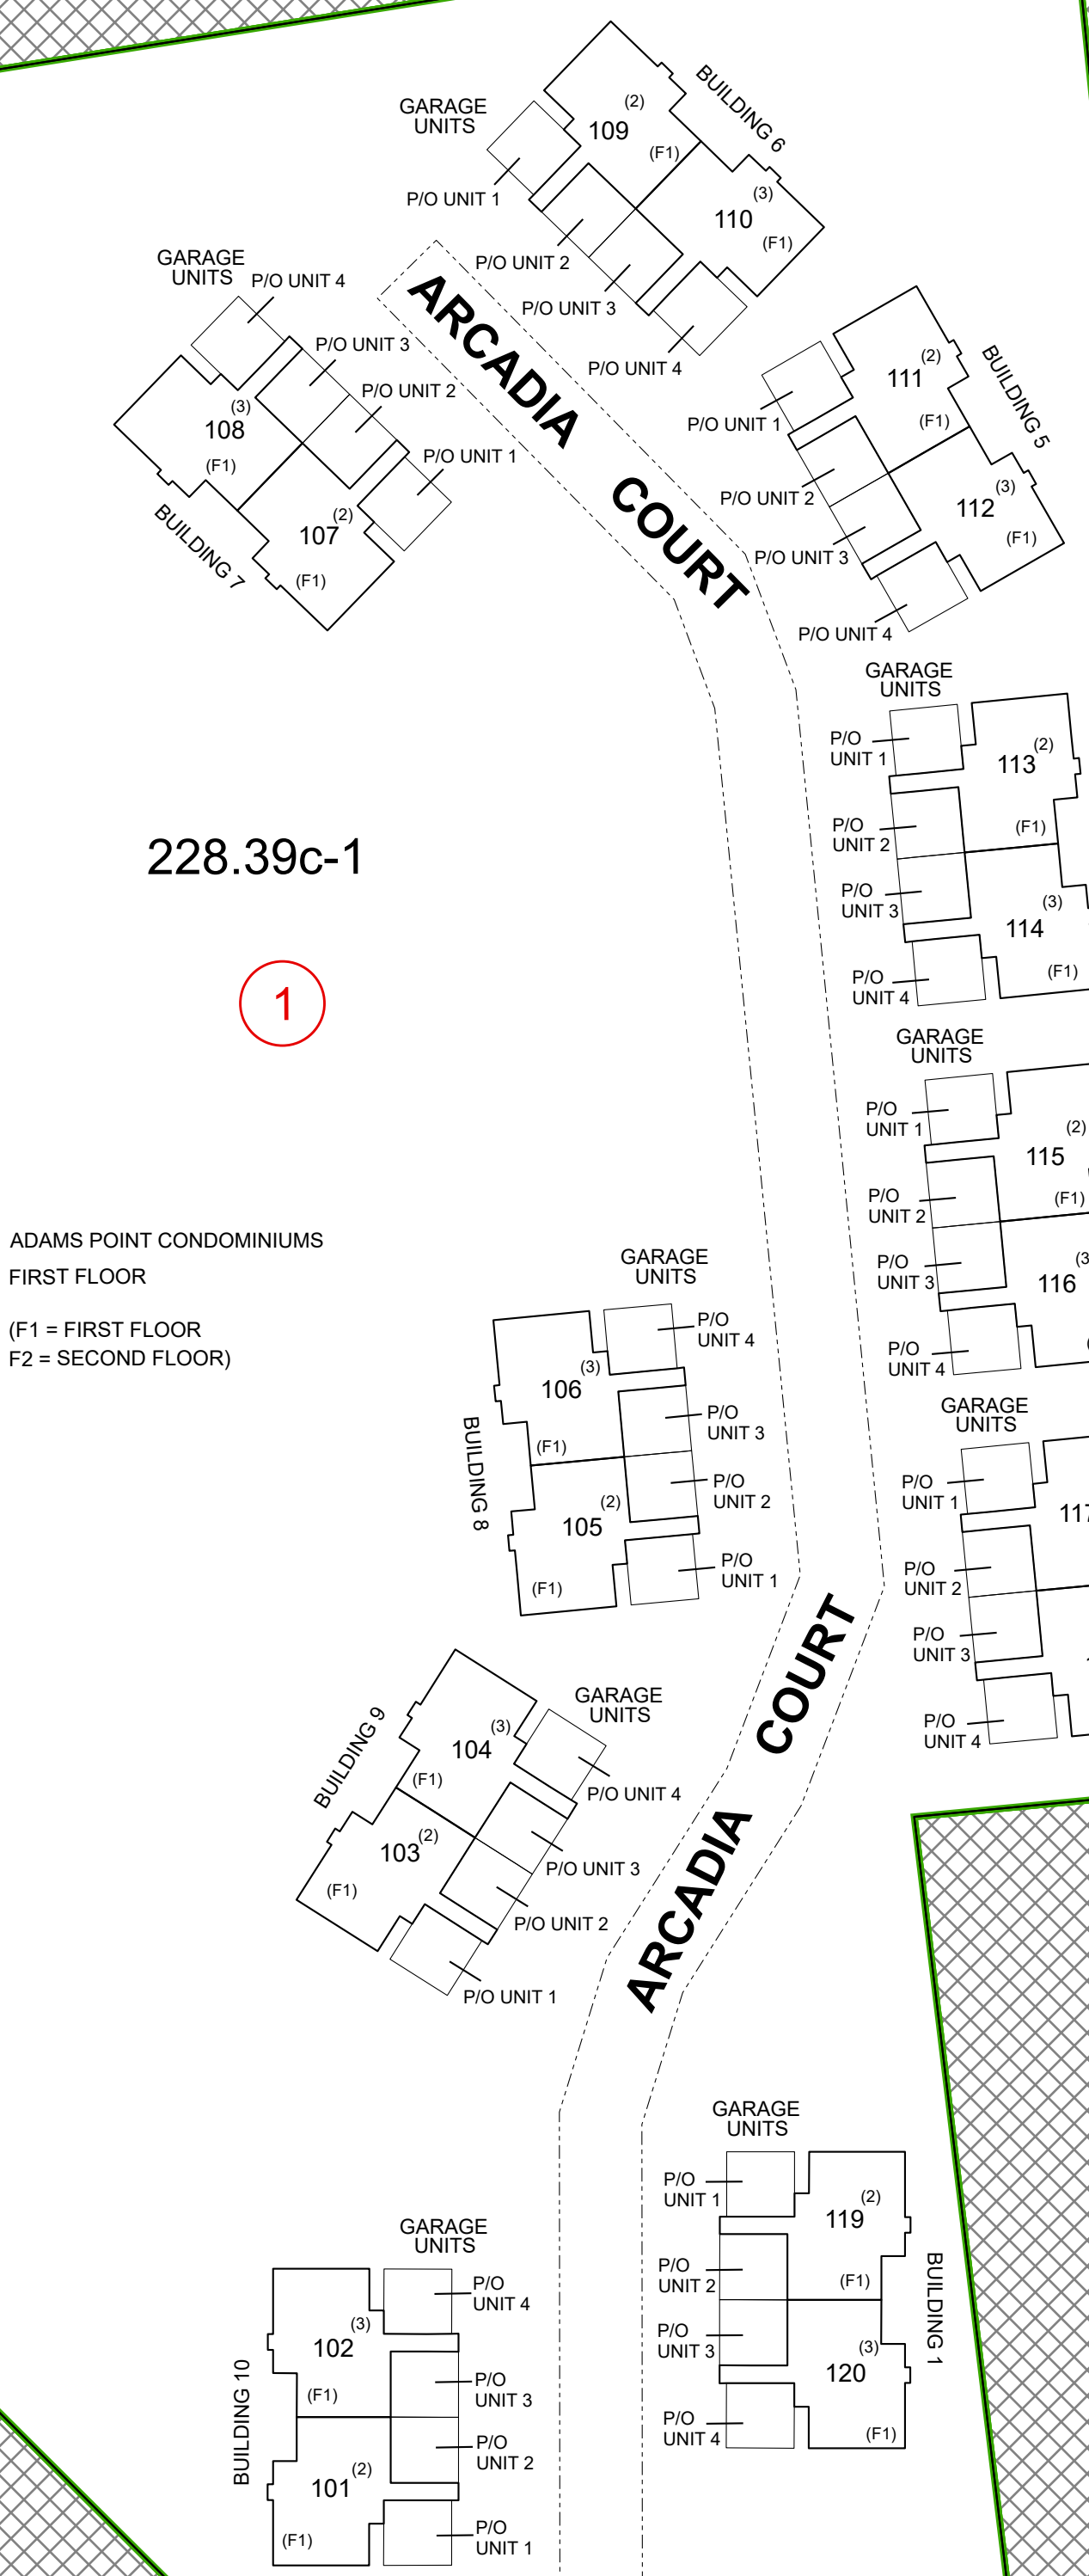 GARAGE
UNITS
BUILDING 6
(2)
109
(F1)
P/O UNIT 1
(3)
110
(F1)
P/O UNIT 2
P/O UNIT 3
P/O UNIT 4
GARAGE
UNITS
P/O UNIT 4
P/O UNIT 3
P/O UNIT 2
P/O UNIT 1
(3)
108
(F1)
(2)
107
(F1)
BUILDING 7
ARCADIA COURT
BUILDING 5
(2)
111
(F1)
P/O UNIT 1
P/O UNIT 2
(3)
112
(F1)
P/O UNIT 3
P/O UNIT 4
GARAGE
UNITS
P/O
UNIT 1
113
(2)
(F1)
P/O
UNIT 2
P/O
UNIT 3
(3)
114
(F1)
P/O
UNIT 4
228.39c-1
1
GARAGE
UNITS
P/O
UNIT 1
(2)
115
(F1)
P/O
UNIT 2
P/O
UNIT 3
(3
116
P/O
UNIT 4
ADAMS POINT CONDOMINIUMS
FIRST FLOOR
(F1 = FIRST FLOOR
F2 = SECOND FLOOR)
GARAGE
UNITS
P/O
UNIT 4
(3)
106
(F1)
P/O
UNIT 3
P/O
UNIT 2
(2)
105
(F1)
P/O
UNIT 1
BUILDING 8
GARAGE
UNITS
P/O
UNIT 1
117
P/O
UNIT 2
P/O
UNIT 3
P/O
UNIT 4
ARCADIA COURT
GARAGE
UNITS
BUILDING 9
(3)
104
(F1)
P/O UNIT 4
(2)
103
(F1)
P/O UNIT 3
P/O UNIT 2
P/O UNIT 1
GARAGE
UNITS
P/O
UNIT 1
(2)
119
(F1)
P/O
UNIT 2
P/O
UNIT 3
(3)
120
(F1)
P/O
UNIT 4
BUILDING 1
GARAGE
UNITS
P/O
UNIT 4
(3)
102
(F1)
P/O
UNIT 3
P/O
UNIT 2
(2)
101
(F1)
P/O
UNIT 1
BUILDING 10